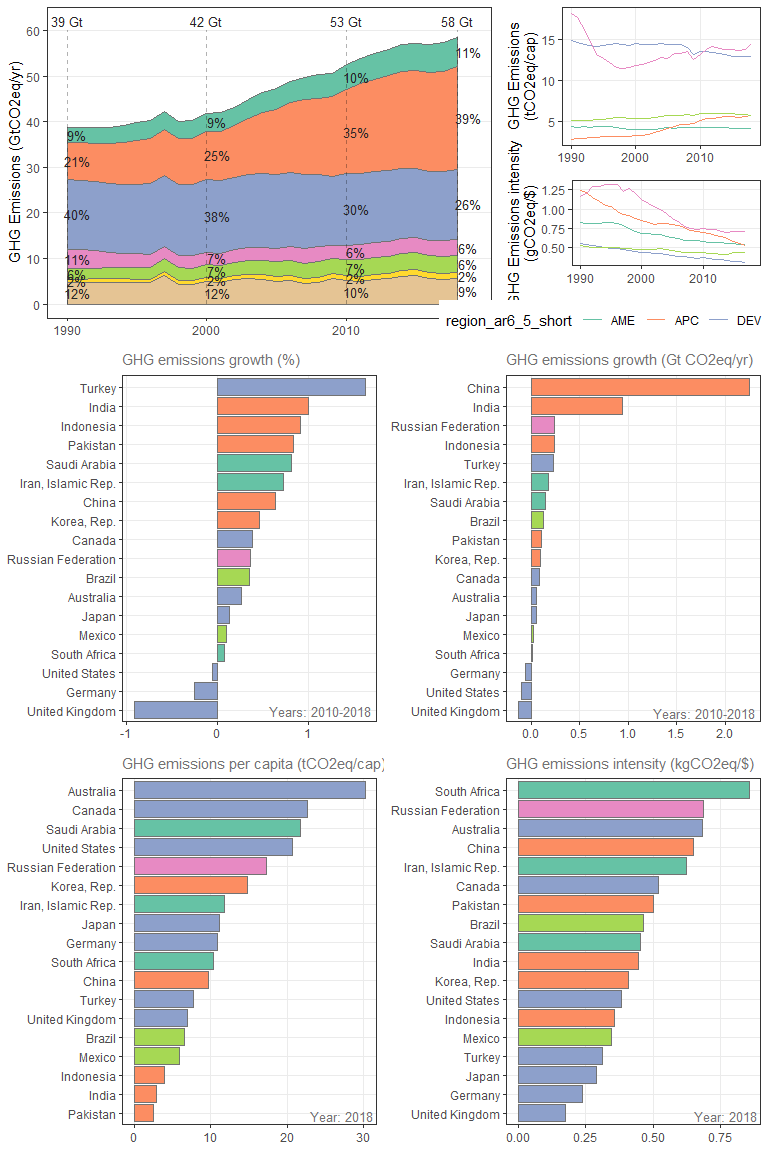 39 Gt 42 Gt 53 Gt 58 Gt
GHG Emissions (GtCO2eq/yr)
60
50
40
30
20
10
0
9%
21%
40%
11%
6%
2%
12%
9%
25%
38%
7%
7%
2%
12%
10%
35%
30%
6%
7%
2%
10%
11%
39%
26%
6%
6%
2%
9%
1990 2000 2010
GHG Emissions
(tCO2eq/cap)
15
10
5
1990 2000 2010
GHG Emissions intensity
(gCO2eq/$)
1.25
1.00
0.75
0.50
1990 2000 2010
region_ar6_5_short AME APC DEV
GHG emissions growth (%)
Turkey
India
Indonesia
Pakistan
Saudi Arabia
Iran, Islamic Rep.
China
Korea, Rep.
Canada
Russian Federation
Brazil
Australia
Japan
Mexico
South Africa
United States
Germany
United Kingdom
Years: 2010-2018
-1 0 1
GHG emissions growth (Gt CO2eq/yr)
China
India
Russian Federation
Indonesia
Turkey
Iran, Islamic Rep.
Saudi Arabia
Brazil
Pakistan
Korea, Rep.
Canada
Australia
Japan
Mexico
South Africa
Germany
United States
United Kingdom
Years: 2010-2018
0.0 0.5 1.0 1.5 2.0
GHG emissions per capita (tCO2eq/cap)
Australia
Canada
Saudi Arabia
United States
Russian Federation
Korea, Rep.
Iran, Islamic Rep.
Japan
Germany
South Africa
China
Turkey
United Kingdom
Brazil
Mexico
Indonesia
India
Pakistan
Year: 2018
0 10 20 30
GHG emissions intensity (kgCO2eq/$)
South Africa
Russian Federation
Australia
China
Iran, Islamic Rep.
Canada
Pakistan
Brazil
Saudi Arabia
India
Korea, Rep.
United States
Indonesia
Mexico
Turkey
Japan
Germany
United Kingdom
Year: 2018
0.00 0.25 0.50 0.75